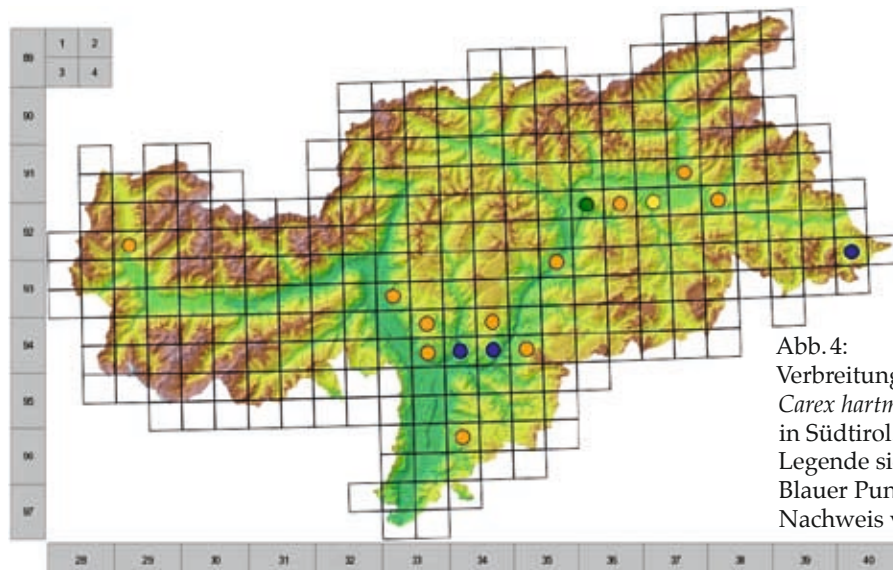 89
1 2
3 4
90
91
92
93
94
95
96
97
28 29 30 31 32 33 34 35 36 37 38 39 40
Abb. 4:
Verbreitung
Carex hartm
in Südtirol
Legende si
Blauer Pun
Nachweis v